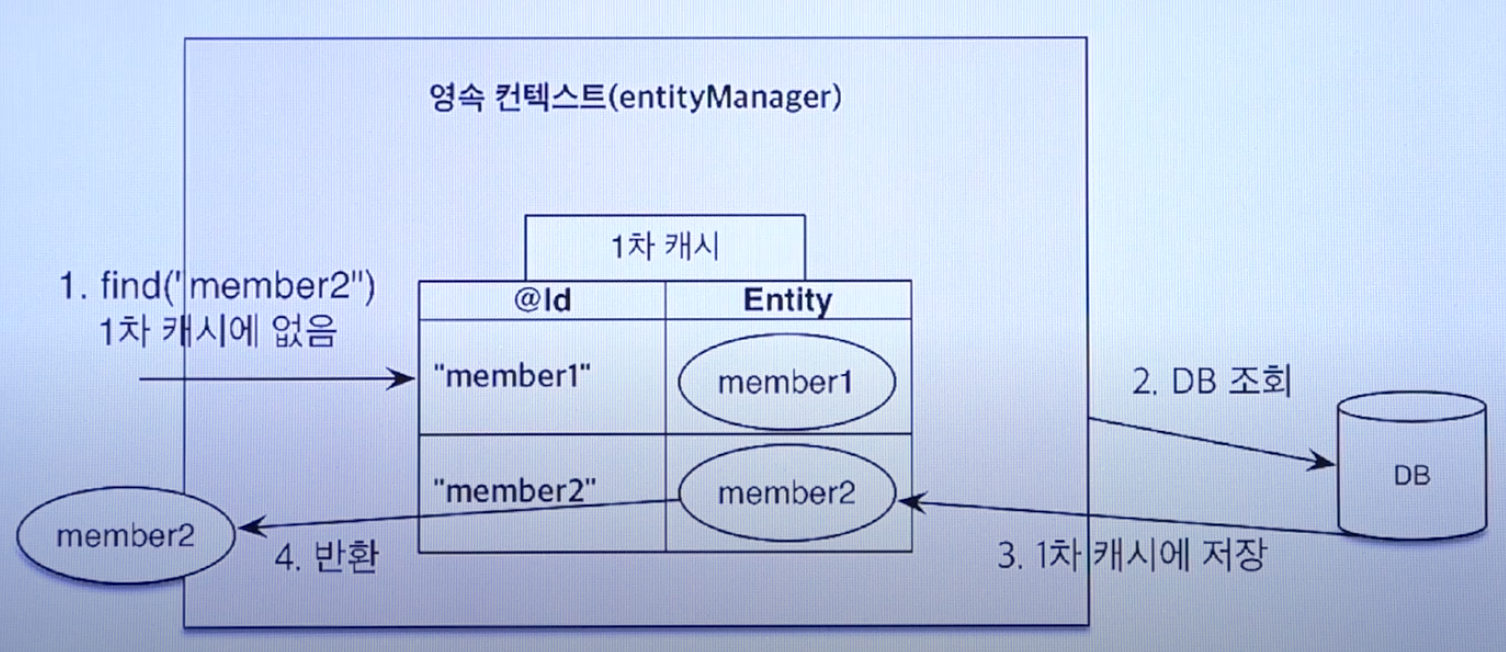 영속 컨텍스트(entityManager)
1차 캐시
1. find("member2")
1차 캐시에 없음
@Id
Entity
"member1"
member1
2. DB 조회
DB
"member2"
member2
member2
4. 반환
3. 1차 캐시에 저장